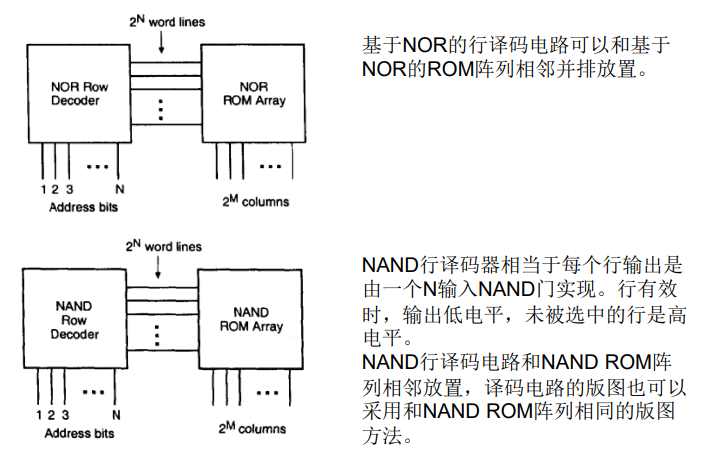 2N word lines
NOR Row
Decoder
NOR
ROM Array
1 2 3 ... N
Address bits
2M columns
基于NOR的行译码电路可以和基于
NOR的ROM阵列相邻并排放置。
2N word lines
NAND
Row
Decoder
NAND
ROM Array
1 2 3 ... N
Address bits
2M columns
NAND行译码器相当于每个行输出是
由一个N输入NAND门实现。行有效
时，输出低电平，未被选中的行是高
电平。
NAND行译码电路和NAND ROM阵
列相邻放置，译码电路的版图也可以
采用和NAND ROM阵列相同的版图
方法。